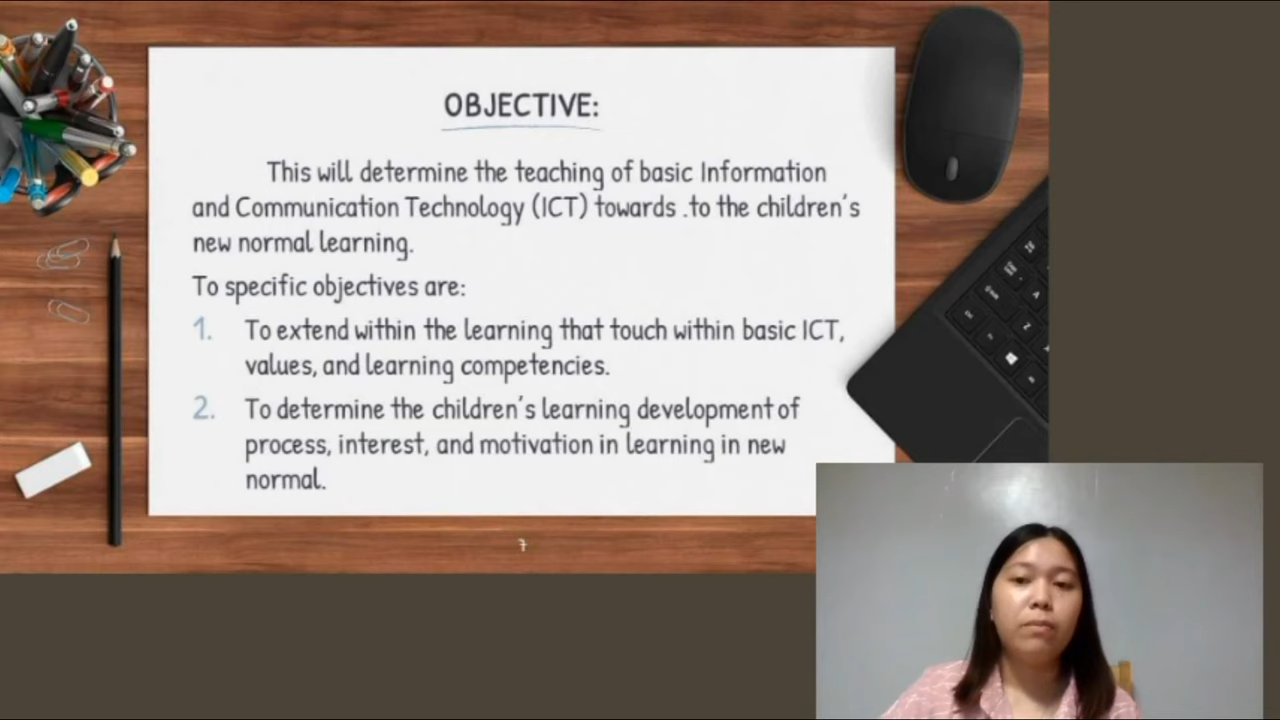 OBJECTIVE:
This will determine the teaching of basic Information
and Communication Technology (ICT) towards .to the children's
new normal learning.
To specific objectives are:
1. To extend within the learning that touch within basic ICT,
values, and learning competencies.
2. To determine the children's learning development of
process, interest, and motivation in learning in new
normal.
7